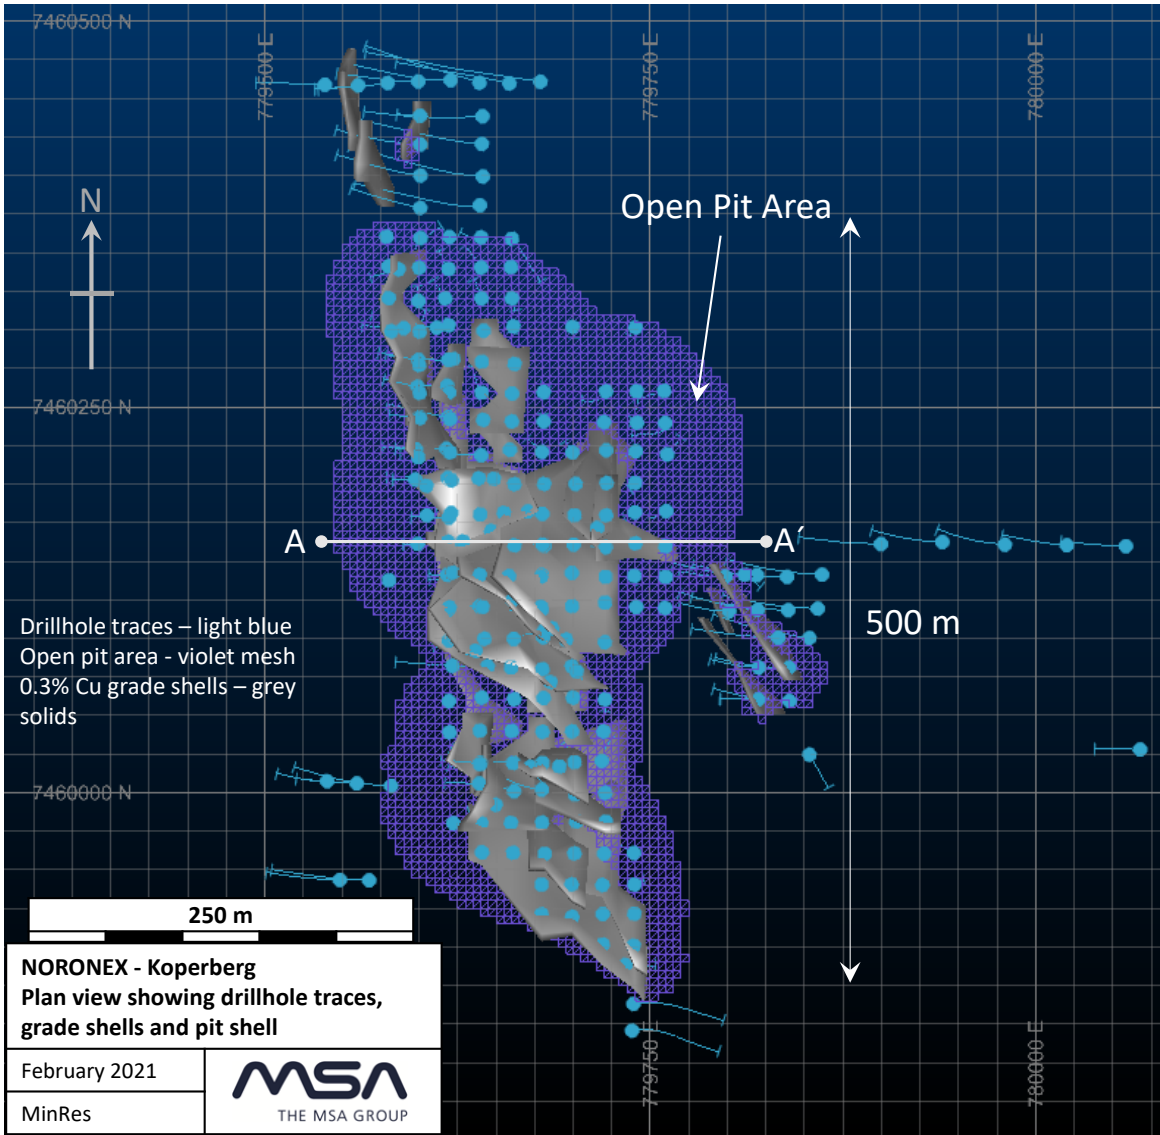 7460500 N
779500 E
779750 E
780000 E
N
Open Pit Area
7460250 N
A
A´
500 m
Drillhole traces – light blue
Open pit area - violet mesh
0.3% Cu grade shells – grey
solids
7460000 N
250 m
NORONEX - Koperberg
Plan view showing drillhole traces,
grade shells and pit shell
February 2021
MinRes
MSA
THE MSA GROUP
779750 E
780000 E